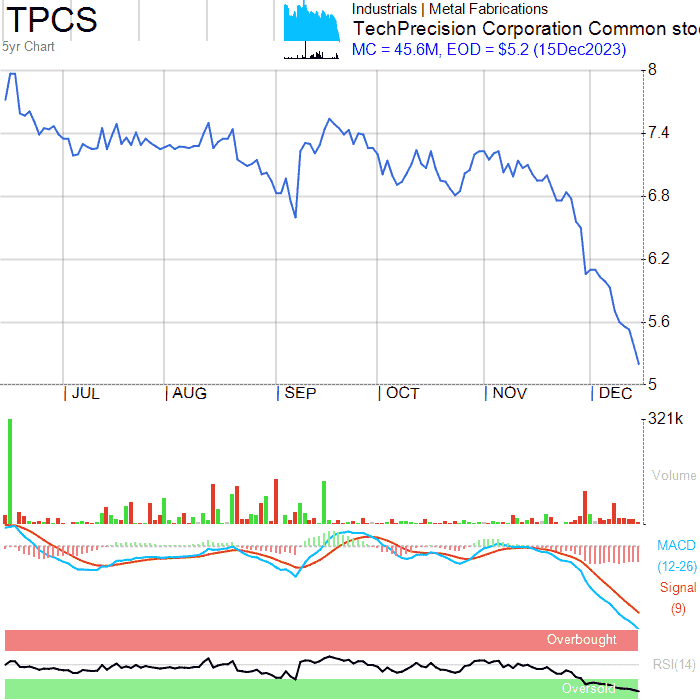 TPCS
5yr Chart
Industrials | Metal Fabrications
TechPrecision Corporation Common sto
MC = 45.6M, EOD = $5.2 (15Dec2023)
8
7.4
6.8
6.2
5.6
5
JUL
AUG
SEP
OCT
NOV
DEC
321k
Volume
MACD
(12-26)
Signal
(9)
Overbought
RSI(14)
Oversold